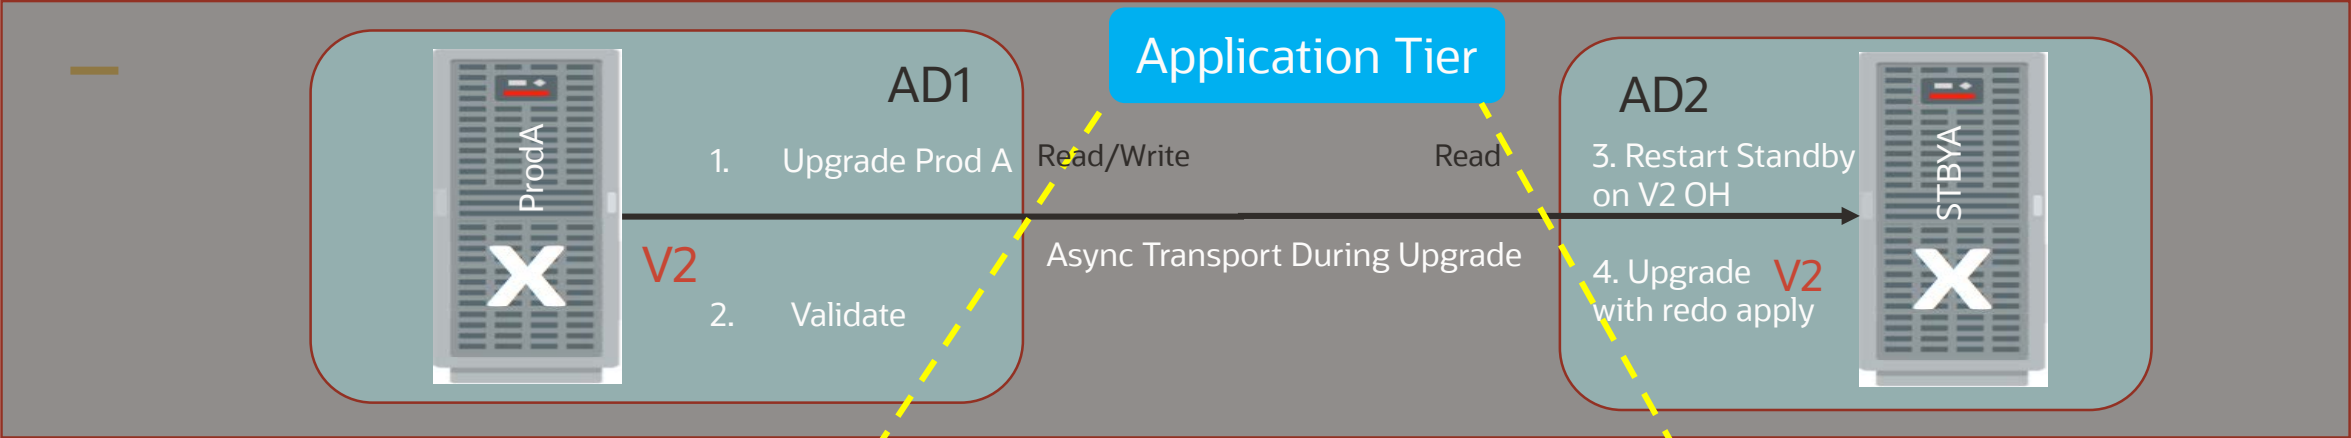 Application Tier
AD1
ProdA
1. Upgrade Prod A
V2
2. Validate
Read/Write
Read
Async Transport During Upgrade
AD2
3. Restart Standby
on V2 OH
4. Upgrade V2
with redo apply
STBYA
X
X